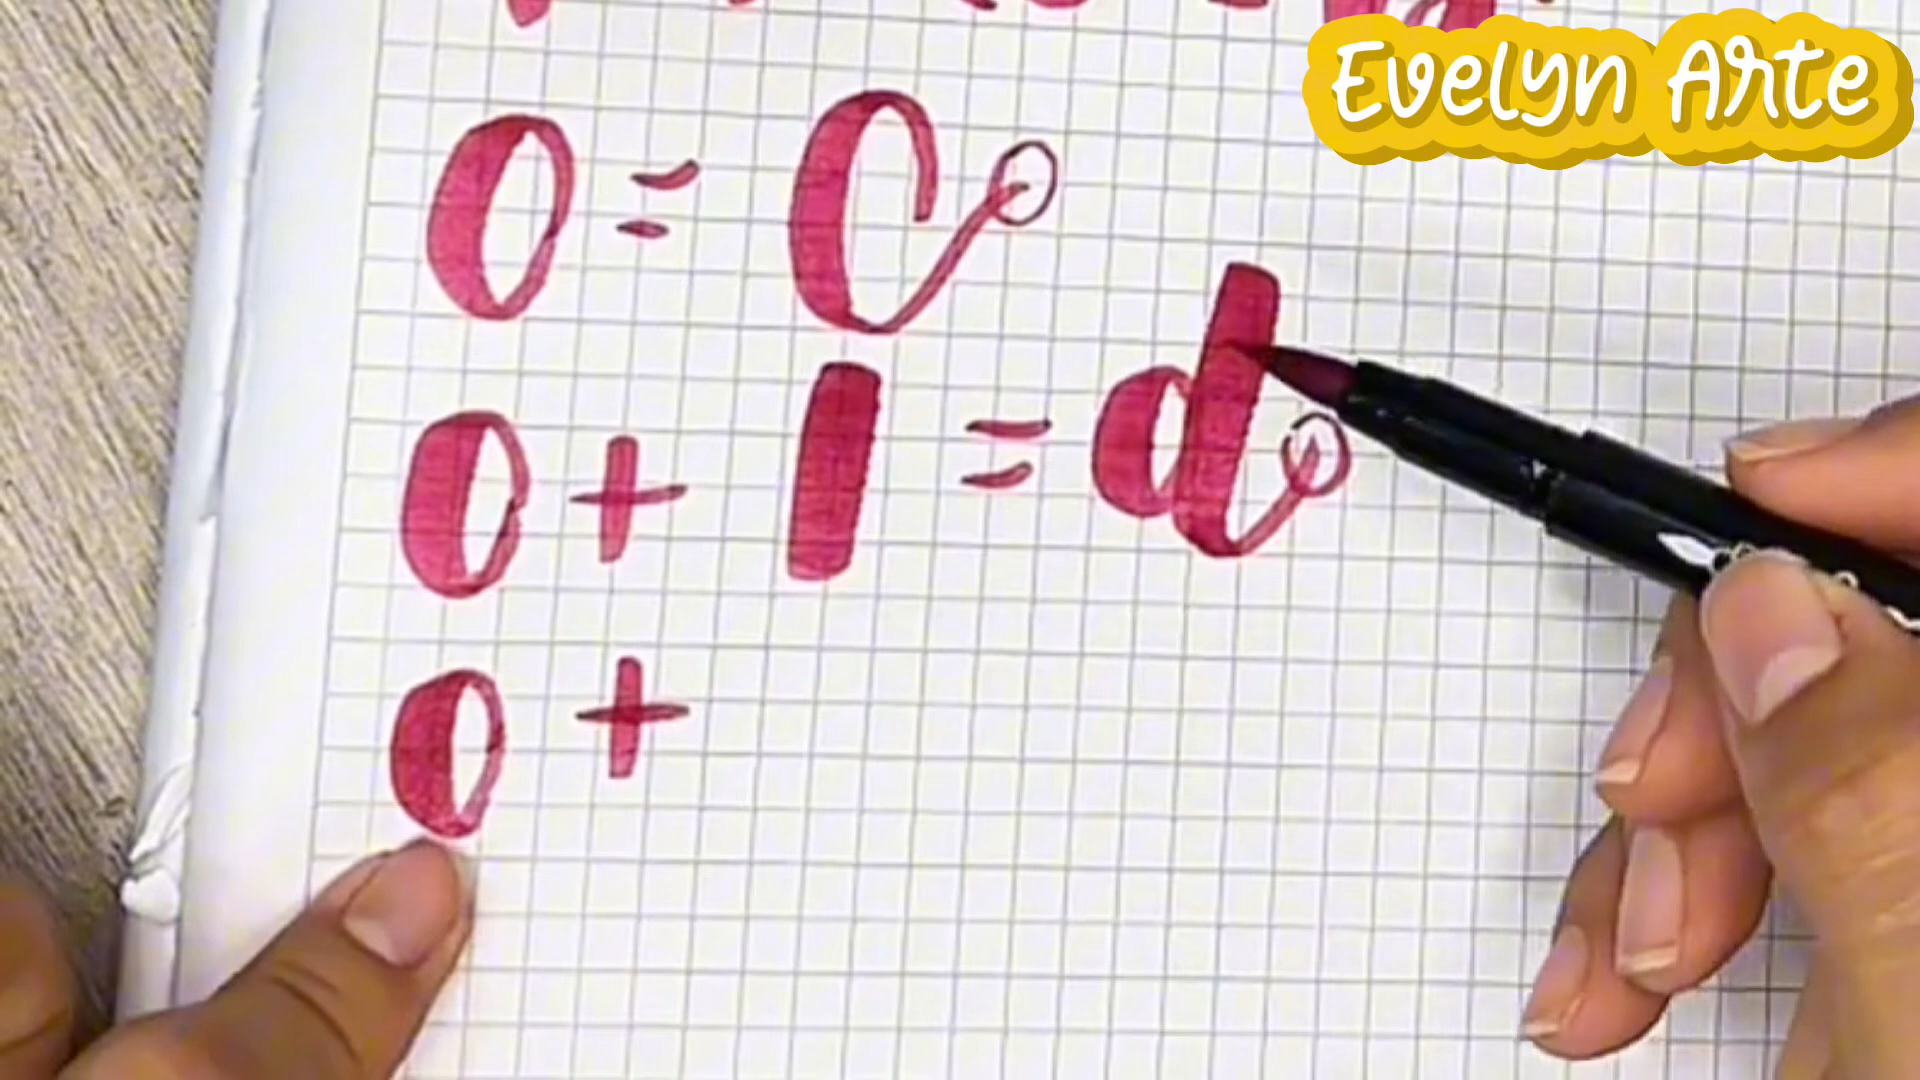 Evelyn Arte
o = c
o + l = d
o +